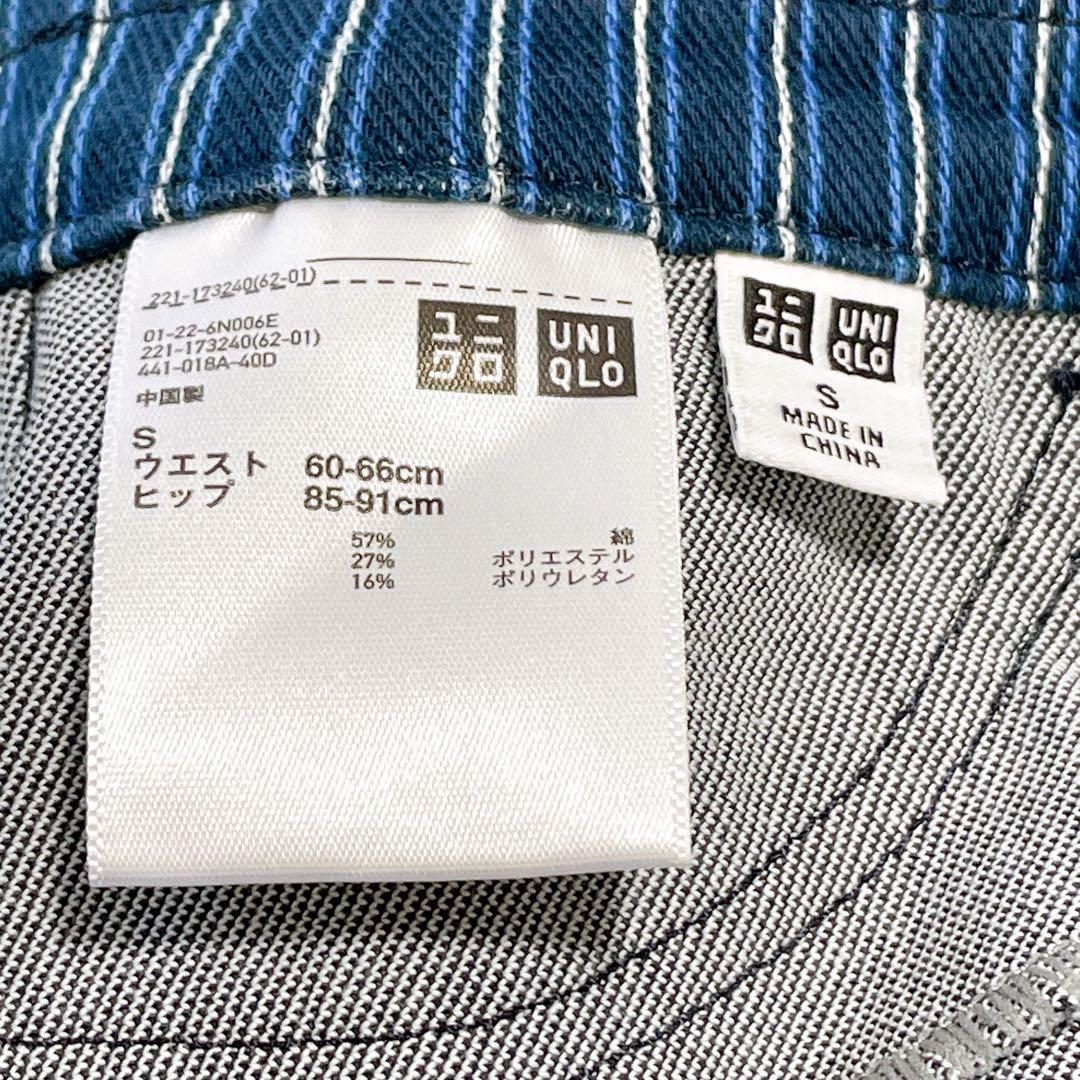 221-173240(62-01)
ユニ UNI
クロ QLO
01-22-6N006E
221-173240(62-01)
441-018A-40D
中国製
S
ウエスト 60-66cm
ヒップ 85-91cm
57% 綿
27% ポリエステル
16% ポリウレタン
ユニ UNI
クロ QLO
S
MADE IN
CHINA